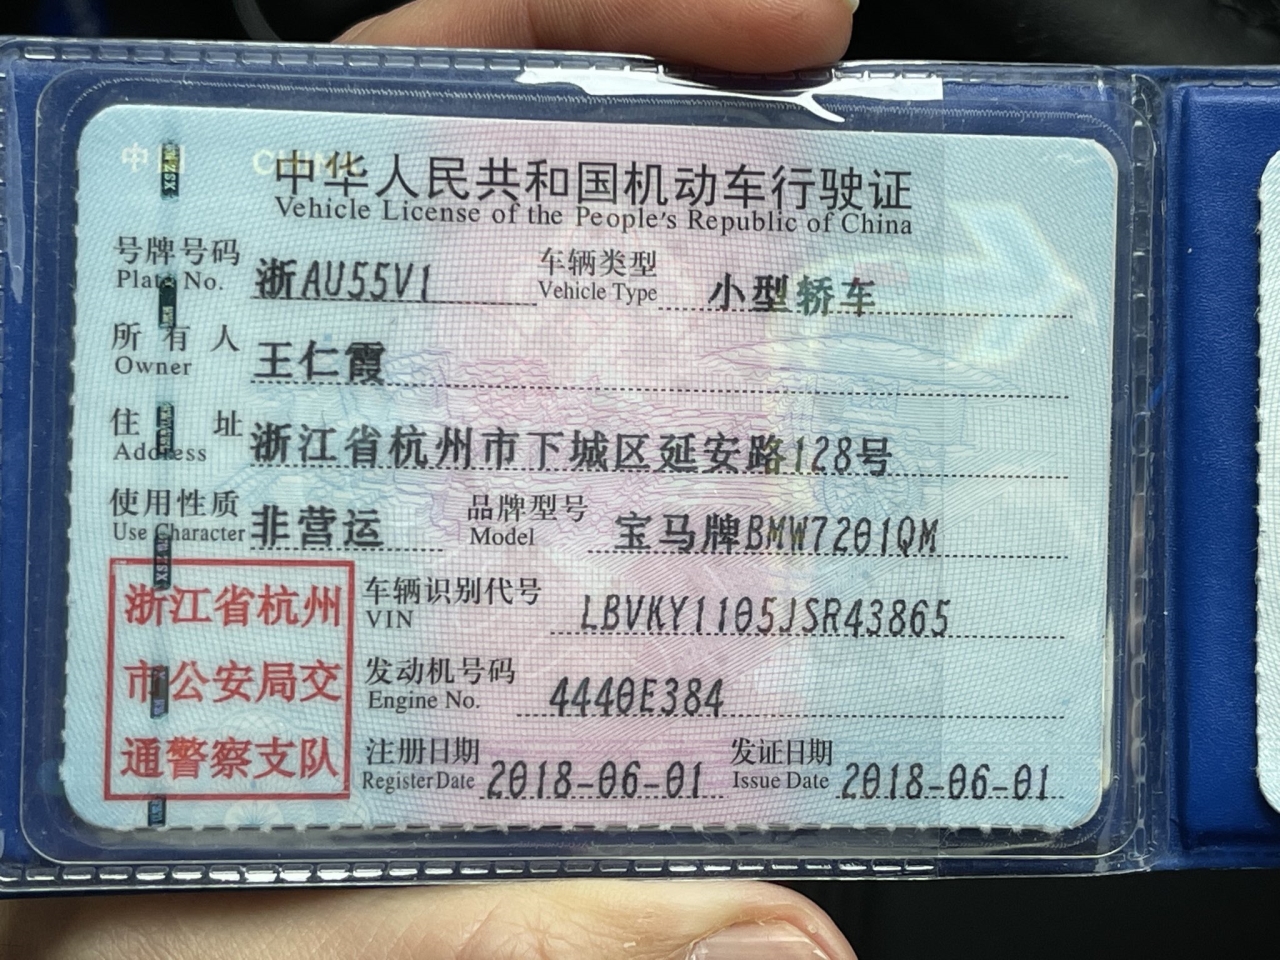 中华人民共和国机动车行驶证
Vehicle License of the People's Republic of China
号牌号码 浙AU55V1 车辆类型 小型轿车
Plate No. Vehicle Type
所有人 王仁霞
Owner
住址 浙江省杭州市下城区延安路128号
Address
使用性质 非营运 品牌型号 宝马牌BMW7201QM
Use Character Model
浙江省杭州
市公安局交
通警察支队
车辆识别代号 LBVKY1105JSR43865
VIN
发动机号码 4440E384
Engine No.
注册日期 2018-06-01 发证日期 2018-06-01
Register Date Issue Date